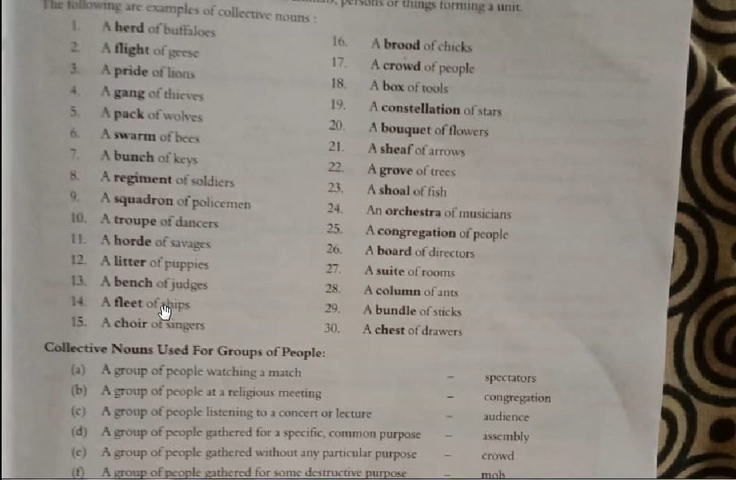 persons or things forming a unit.
The following are examples of collective nouns :
1. A herd of buffaloes
2. A flight of geese
3. A pride of lions
4. A gang of thieves
5. A pack of wolves
6. A swarm of bees
7. A bunch of keys
8. A regiment of soldiers
9. A squadron of policemen
10. A troupe of dancers
11. A horde of savages
12. A litter of puppies
13. A bench of judges
14. A fleet of ships
15. A choir of singers
16. A brood of chicks
17. A crowd of people
18. A box of tools
19. A constellation of stars
20. A bouquet of flowers
21. A sheaf of arrows
22. A grove of trees
23. A shoal of fish
24. An orchestra of musicians
25. A congregation of people
26. A board of directors
27. A suite of rooms
28. A column of ants
29. A bundle of sticks
30. A chest of drawers
Collective Nouns Used For Groups of People:
(a) A group of people watching a match – spectators
(b) A group of people at a religious meeting – congregation
(c) A group of people listening to a concert or lecture – audience
(d) A group of people gathered for a specific, common purpose – assembly
(e) A group of people gathered without any particular purpose – crowd
(f) A group of people gathered for some destructive purpose – mob